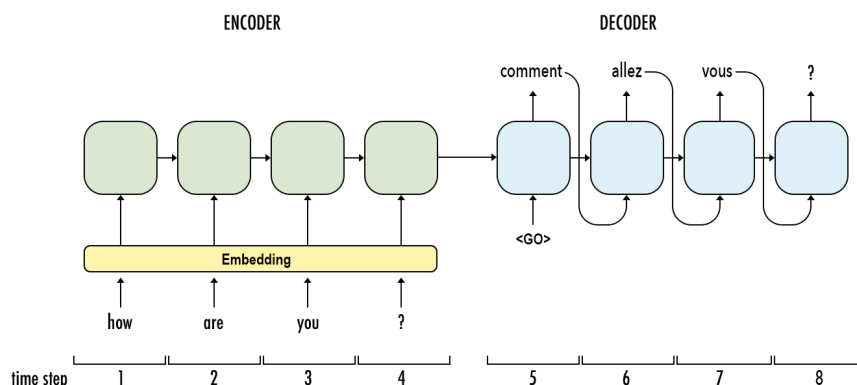 ENCODER DECODER
comment allez vous ?
<GO>
Embedding
how are you ?
time step 1 2 3 4 5 6 7 8